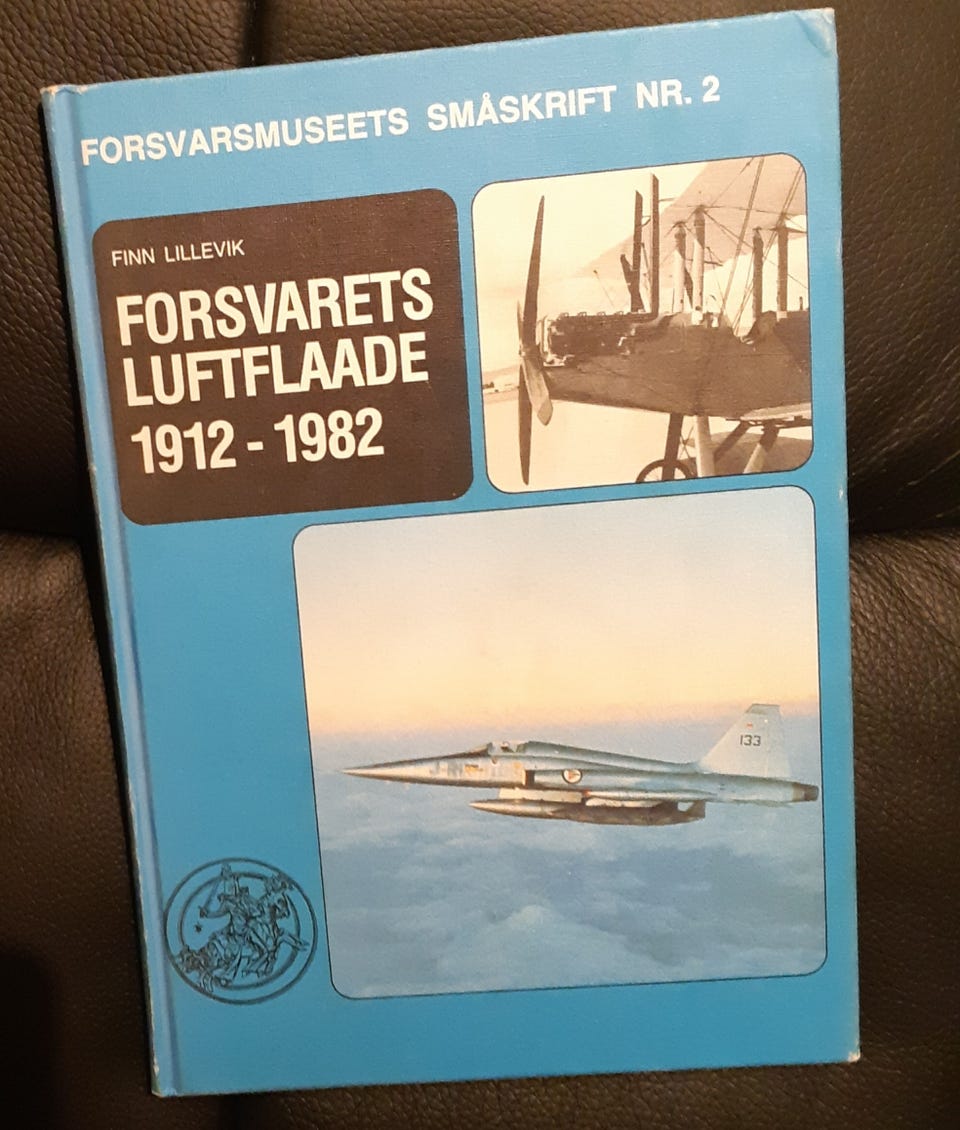 FORSVARSMUSEETS SMÅSKRIFT NR. 2
FINN LILLEVIK
FORSVARETS
LUFTFLAADE
1912 - 1982
133